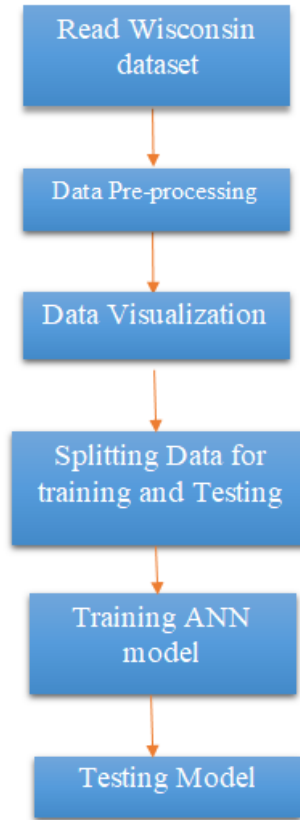 Read Wisconsin
dataset
Data Pre-processing
Data Visualization
Splitting Data for
training and Testing
Training ANN
model
Testing Model